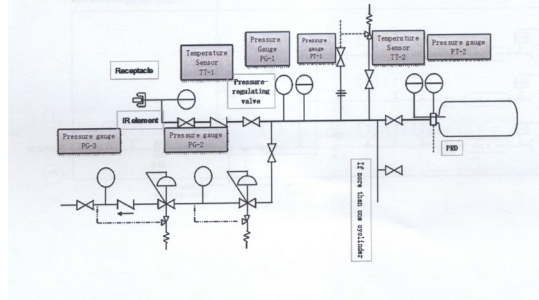 Temperature
Sensor
TT-1
Pressure
Gauge
PG-1
Pressure
gauge
PT-1
Temperature
Sensor
TT-2
Pressure gauge
PT-2
Receptacle
Pressure-
regulating
valve
IR element
Pressure gauge
PG-3
Pressure gauge
PG-2
PRD
If more than one cyclinder